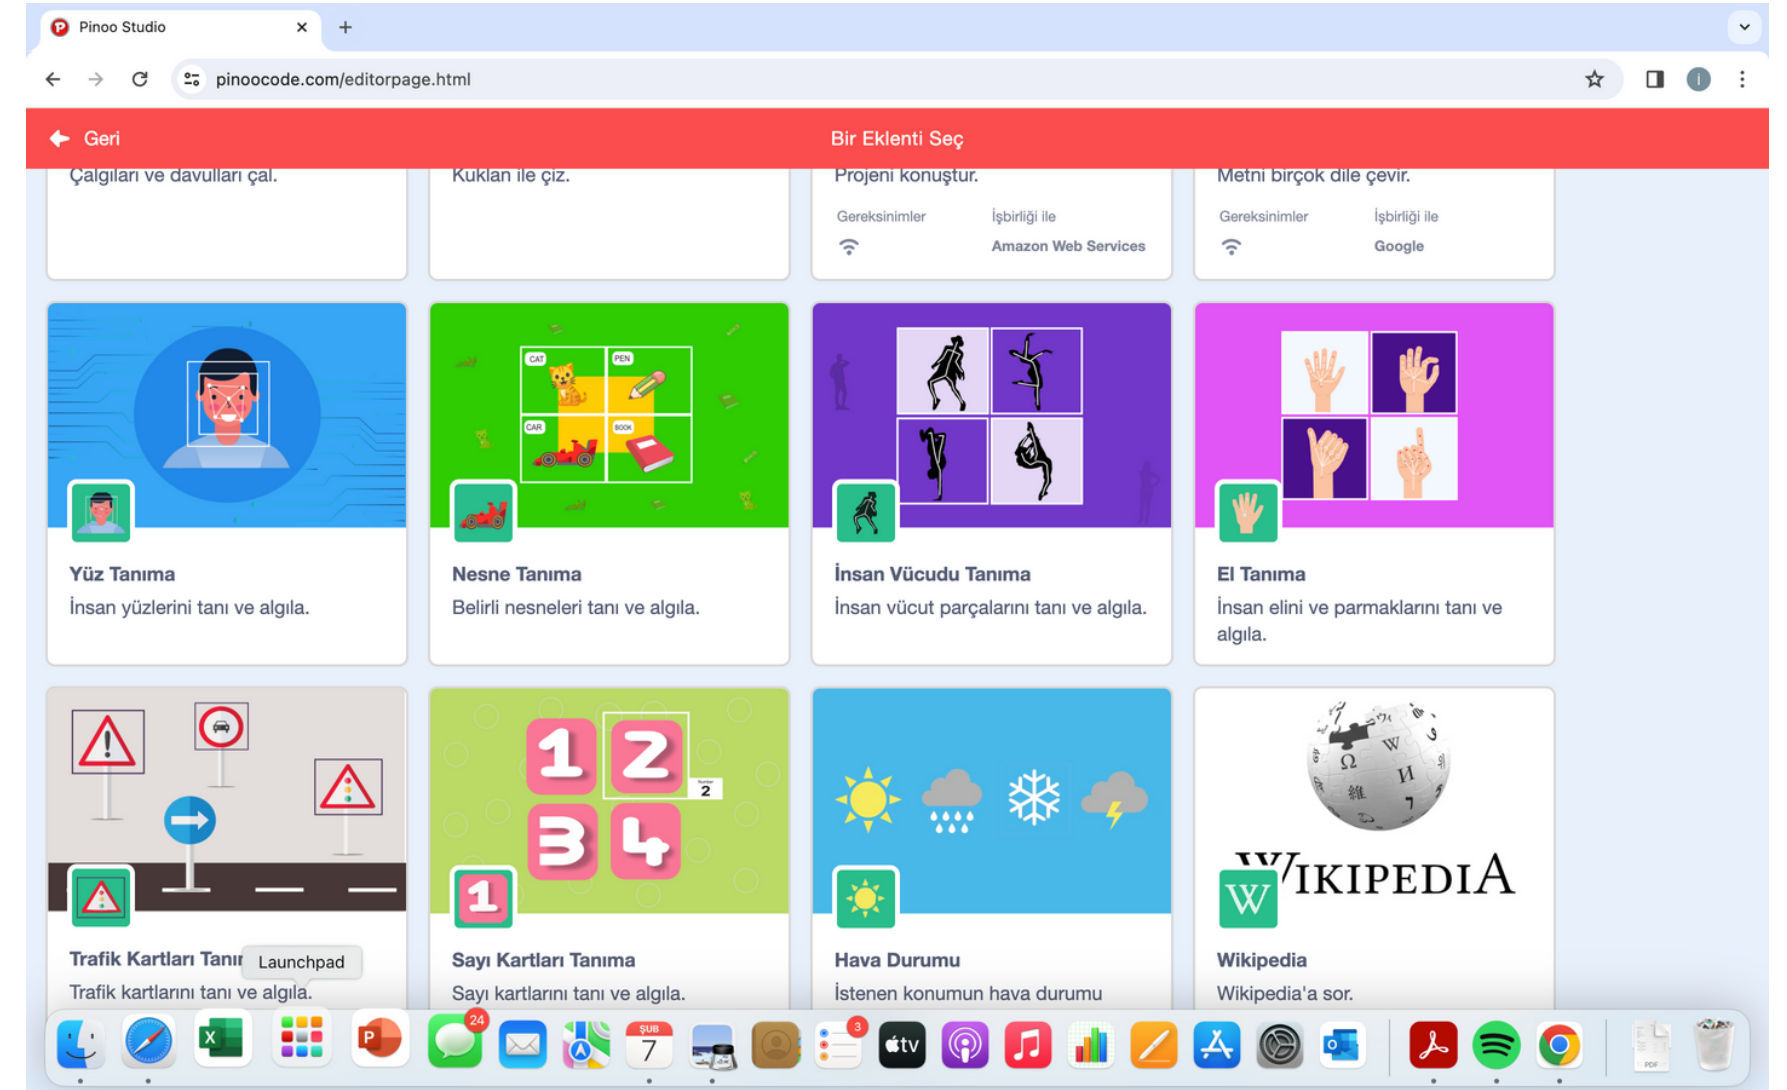 Pinoo Studio
pinoocode.com/editorpage.html
Geri
Bir Eklenti Seç
Çalgıları ve davulları çal.
Kuklan ile çiz.
Projeni konuştur.
Gereksinimler
İşbirliği ile
Amazon Web Services
Metni birçok dile çevir.
Gereksinimler
İşbirliği ile
Google
CAT
PEN
CAR
BOOK
Yüz Tanıma
İnsan yüzlerini tanı ve algıla.
Nesne Tanıma
Belirli nesneleri tanı ve algıla.
İnsan Vücudu Tanıma
İnsan vücut parçalarını tanı ve algıla.
El Tanıma
İnsan elini ve parmaklarını tanı ve
algıla.
1
2
3
4
Number
2
1
WIKIPEDIA
W
Trafik Kartları
Launchpad
Trafik kartlarını tanı ve algıla.
Sayı Kartları Tanıma
Sayı kartlarını tanı ve algıla.
Hava Durumu
İstenen konumun hava durumu
Wikipedia
Wikipedia'a sor.
24
ŞUB
7
3
tv
PDF